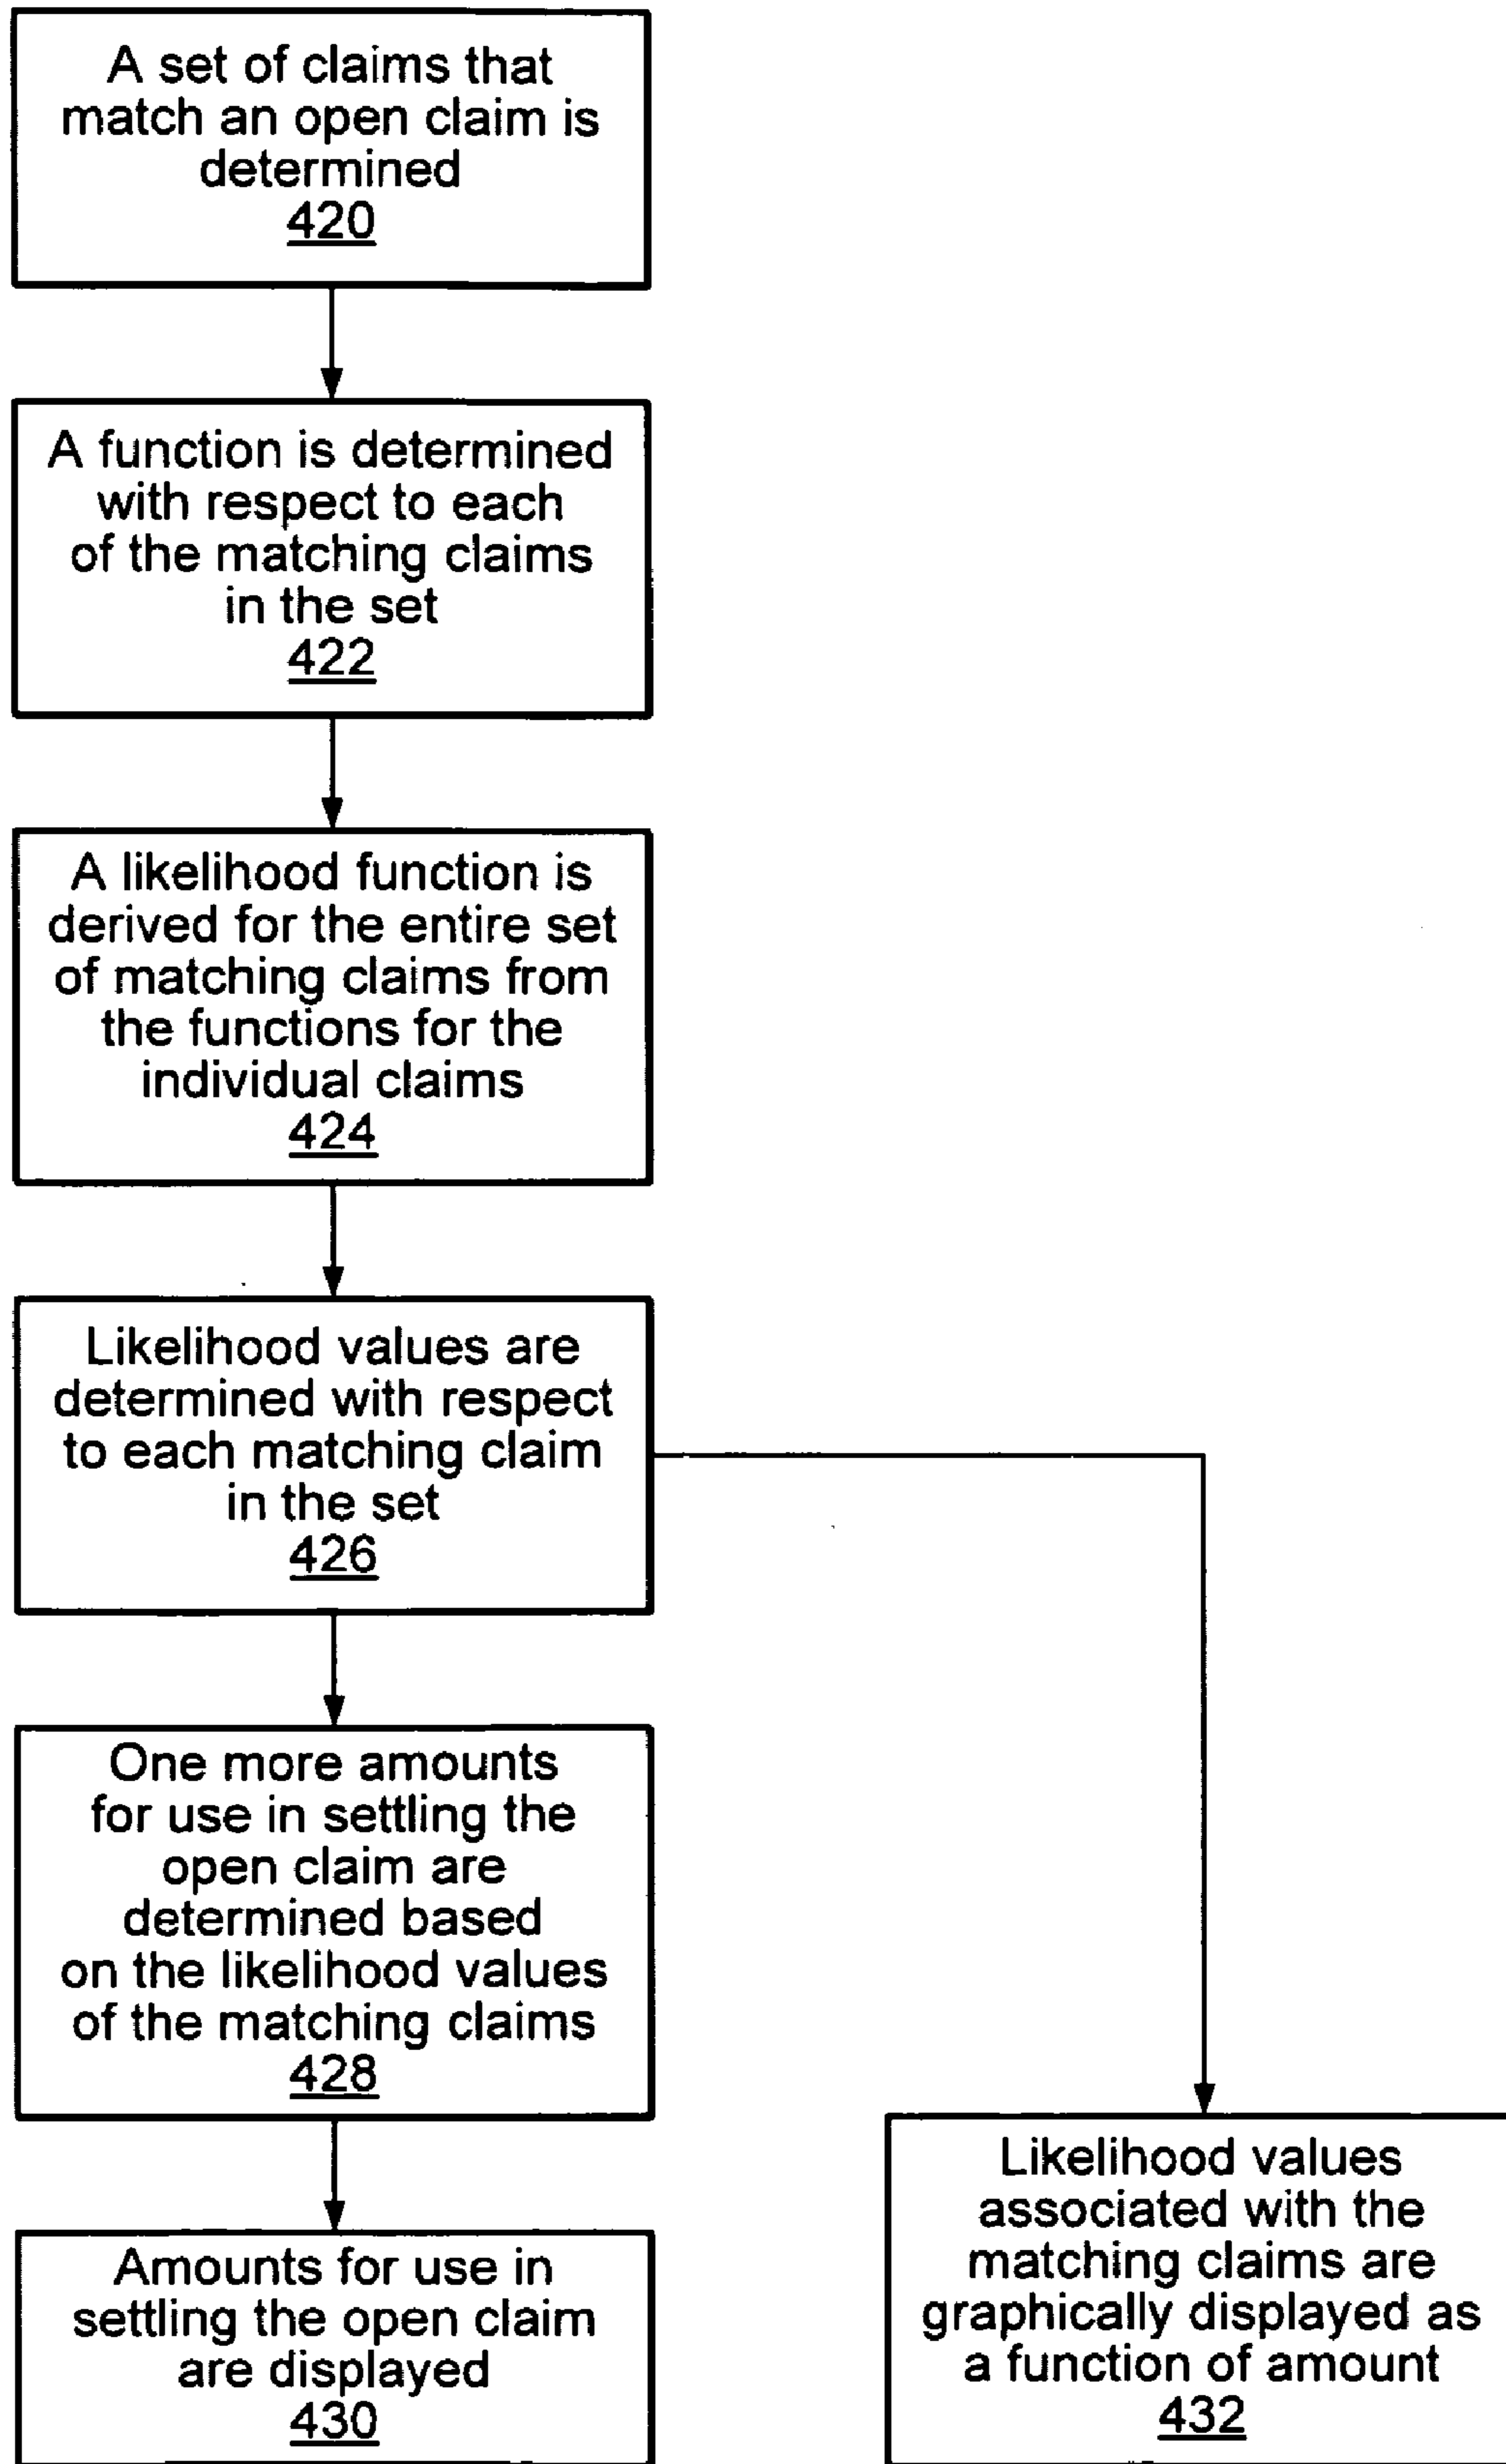 A set of claims that
match an open claim is
determined
420
A function is determined
with respect to each
of the matching claims
in the set
422
A likelihood function is
derived for the entire set
of matching claims from
the functions for the
individual claims
424
Likelihood values are
determined with respect
to each matching claim
in the set
426
One more amounts
for use in settling the
open claim are
determined based
on the likelihood values
of the matching claims
428
Amounts for use in
settling the open claim
are displayed
430
Likelihood values
associated with the
matching claims are
graphically displayed as
a function of amount
432